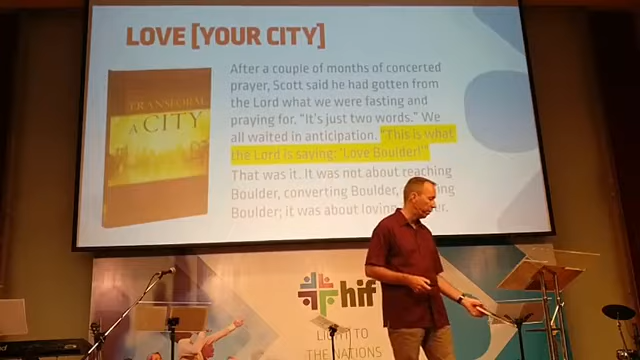 LOVE [YOUR CITY]
After a couple of months of concerted
prayer, Scott said he had gotten from
the Lord what we were fasting and
praying for. "It's just two words." We
all waited in anticipation. "This is what
the Lord is saying: 'Love Boulder!'"
That was it. It was not about reaching
Boulder, converting Boulder,
Boulder; it was about loving
TRANSFORM
A CITY
hif
LIGHT TO
THE NATIONS